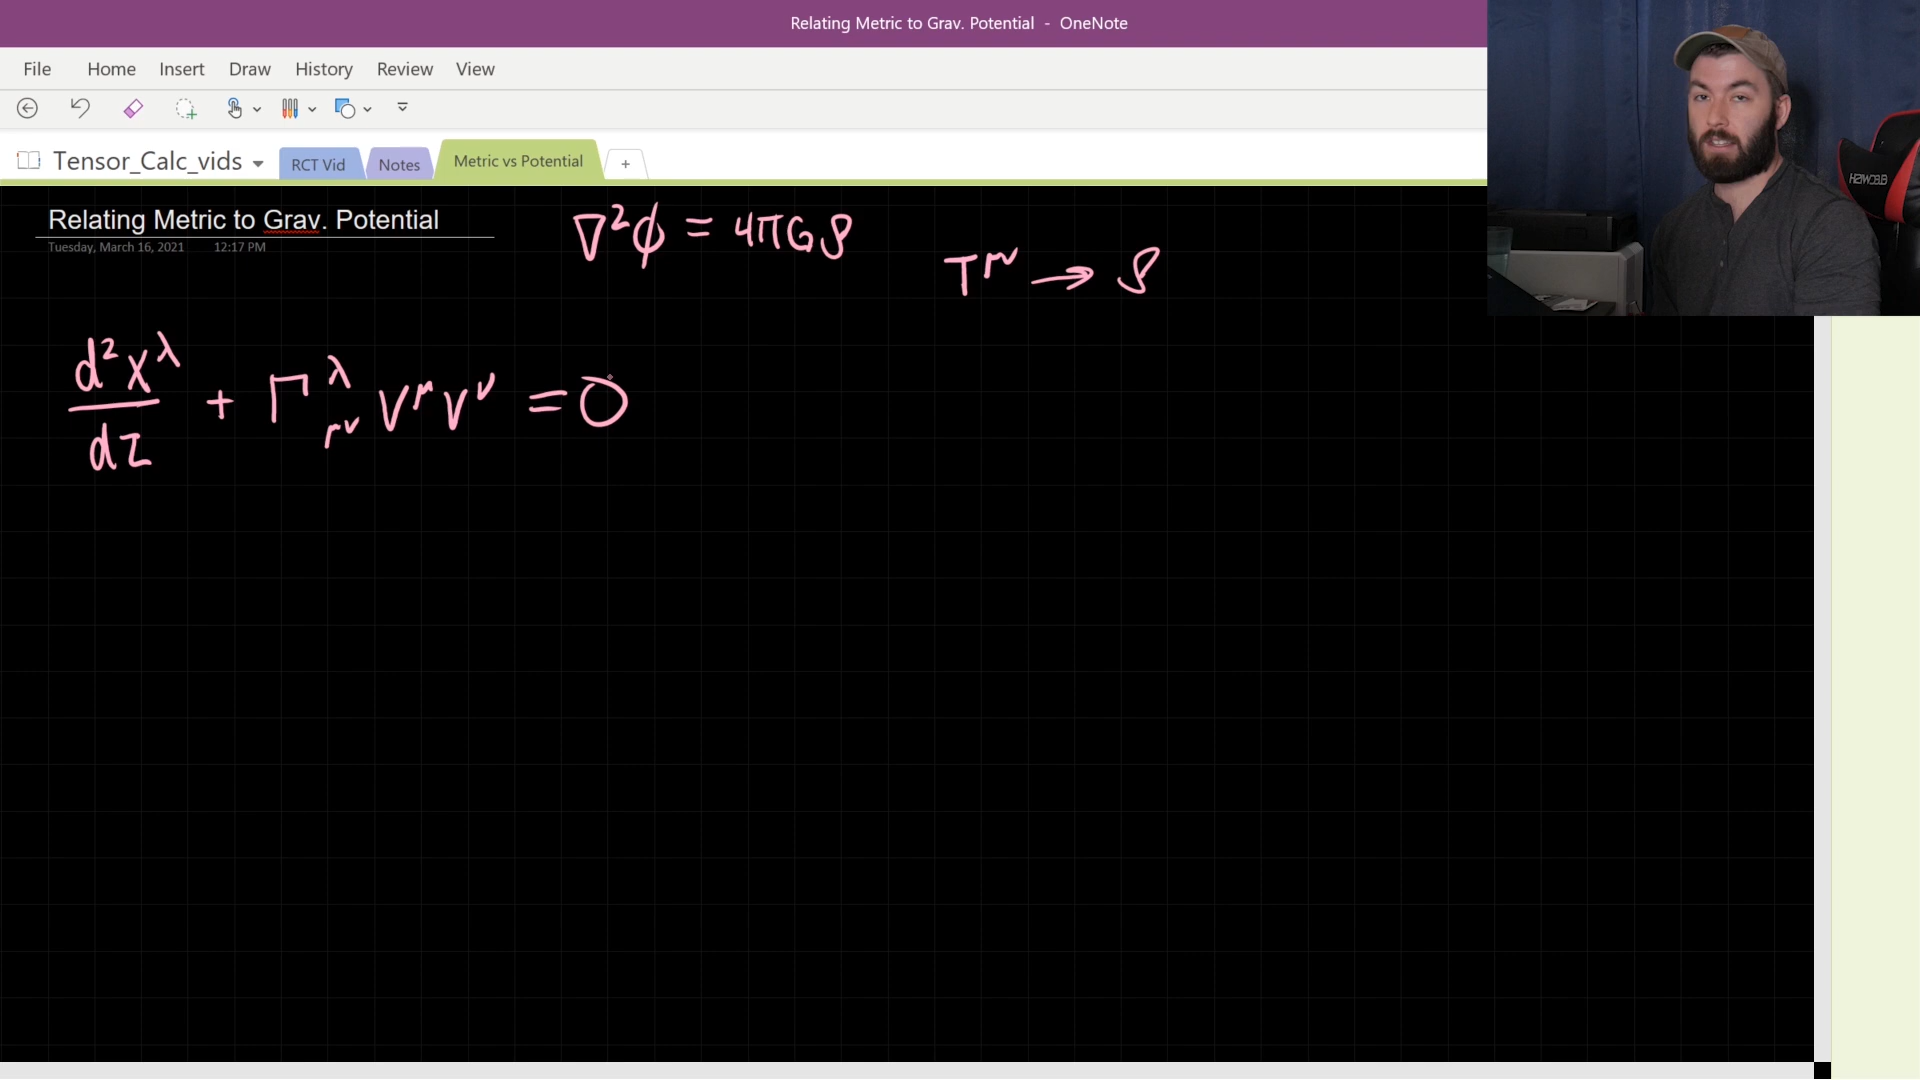 Relating Metric to Grav. Potential - OneNote
File Home Insert Draw History Review View
Tensor_Calc_vids RCT Vid Notes Metric vs Potential +
Relating Metric to Grav. Potential
Tuesday, March 16, 2021 12:17 PM
∇²φ = 4πGρ
T^{μν} → ρ
d²x^λ/dτ + Γ^λ_{μν} V^μ V^ν = 0